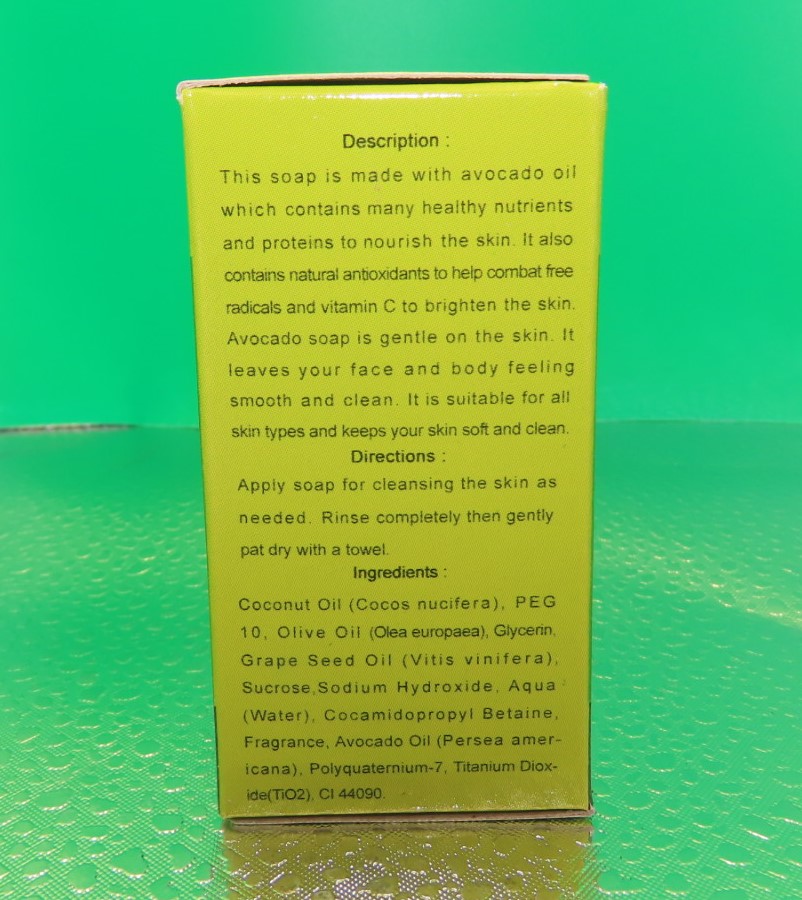 Description :
This soap is made with avocado oil
which contains many healthy nutrients
and proteins to nourish the skin. It also
contains natural antioxidants to help combat free
radicals and vitamin C to brighten the skin.
Avocado soap is gentle on the skin. It
leaves your face and body feeling
smooth and clean. It is suitable for all
skin types and keeps your skin soft and clean.
Directions :
Apply soap for cleansing the skin as
needed. Rinse completely then gently
pat dry with a towel.
Ingredients :
Coconut Oil (Cocos nucifera), PEG
10, Olive Oil (Olea europaea), Glycerin,
Grape Seed Oil (Vitis vinifera),
Sucrose,Sodium Hydroxide, Aqua
(Water), Cocamidopropyl Betaine,
Fragrance, Avocado Oil (Persea amer-
icana), Polyquaternium-7, Titanium Diox-
ide(TiO2), CI 44090.